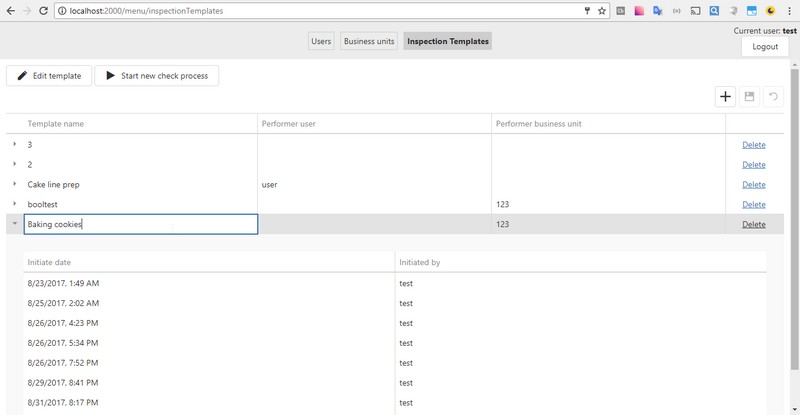 localhost:2000/menu/inspectionTemplates
Current user: test
Users Business units Inspection Templates
Logout
Edit template Start new check process
Template name Performer user Performer business unit
3 Delete
2 Delete
Cake line prep user Delete
booltest 123 Delete
Baking cookies 123 Delete
Initiate date Initiated by
8/23/2017, 1:49 AM test
8/25/2017, 2:02 AM test
8/26/2017, 4:23 PM test
8/26/2017, 5:34 PM test
8/26/2017, 7:52 PM test
8/29/2017, 8:41 PM test
8/31/2017, 8:17 PM test